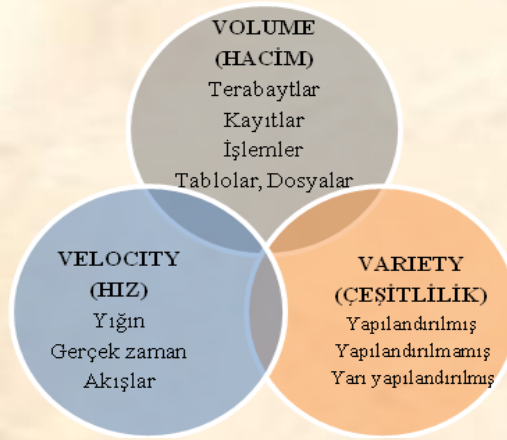 VOLUME
(HACİM)
Terabaytlar
Kayıtlar
İşlemler
Tablolar, Dosyalar
VELOCITY
(HIZ)
Yığın
Gerçek zaman
Akışlar
VARIETY
(ÇEŞİTLİLİK)
Yapılandırılmış
Yapılandırılmamış
Yarı yapılandırılmış